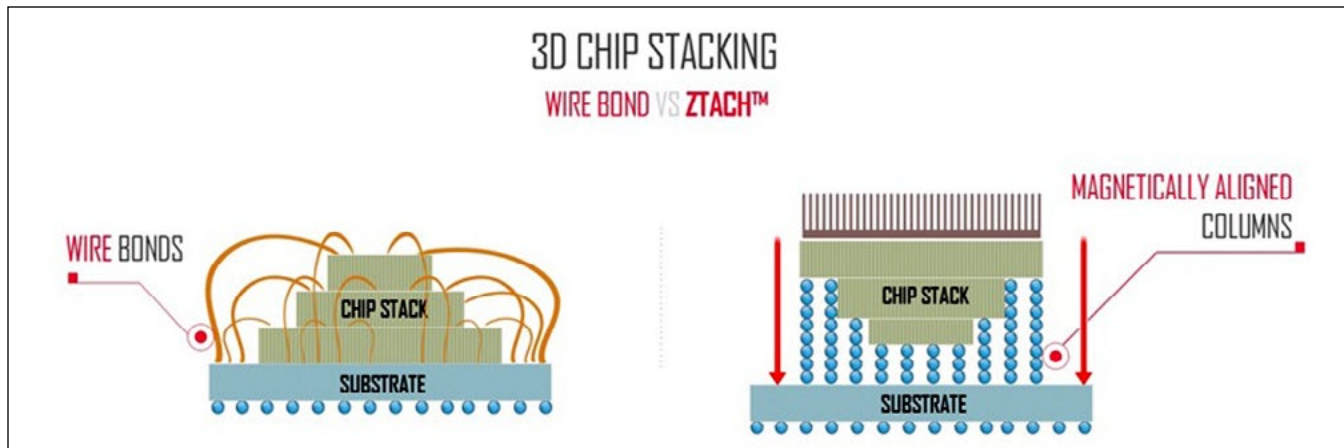 3D CHIP STACKING
WIRE BOND VS ZTACH™
WIRE BONDS
CHIP STACK
SUBSTRATE
MAGNETICALLY ALIGNED
COLUMNS
CHIP STACK
SUBSTRATE